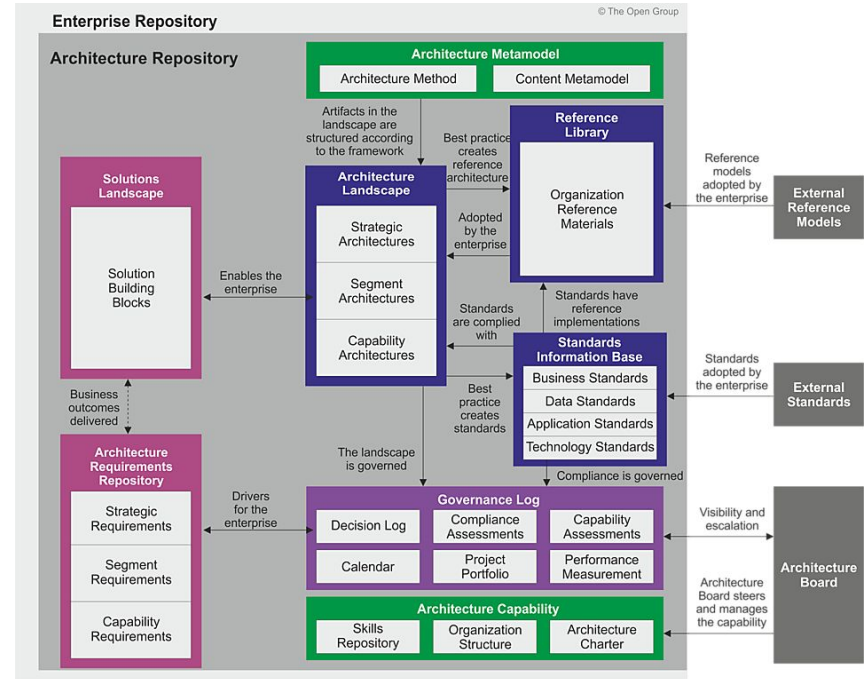 © The Open Group
Enterprise Repository
Architecture Repository
Architecture Metamodel
Architecture Method
Content Metamodel
Artifacts in the
landscape are
structured according
to the framework
Best practice
creates
reference
architecture
Reference
Library
Organization
Reference
Materials
Reference
models
adopted by
the enterprise
External
Reference
Models
Solutions
Landscape
Solution
Building
Blocks
Enables the
enterprise
Architecture
Landscape
Strategic
Architectures
Segment
Architectures
Capability
Architectures
Adopted
by the
enterprise
Standards
are complied
with
Standards have
reference
implementations
Standards
Information Base
Business Standards
Data Standards
Application Standards
Technology Standards
Standards
adopted by
the enterprise
External
Standards
Best
practice
creates
standards
Business
outcomes
delivered
The landscape
is governed
Compliance is governed
Architecture
Requirements
Repository
Strategic
Requirements
Segment
Requirements
Capability
Requirements
Drivers
for the
enterprise
Governance Log
Decision Log
Compliance
Assessments
Capability
Assessments
Calendar
Project
Portfolio
Performance
Measurement
Visibility and
escalation
Architecture
Board
Architecture
Board steers
and manages
the capability
Architecture Capability
Skills
Repository
Organization
Structure
Architecture
Charter